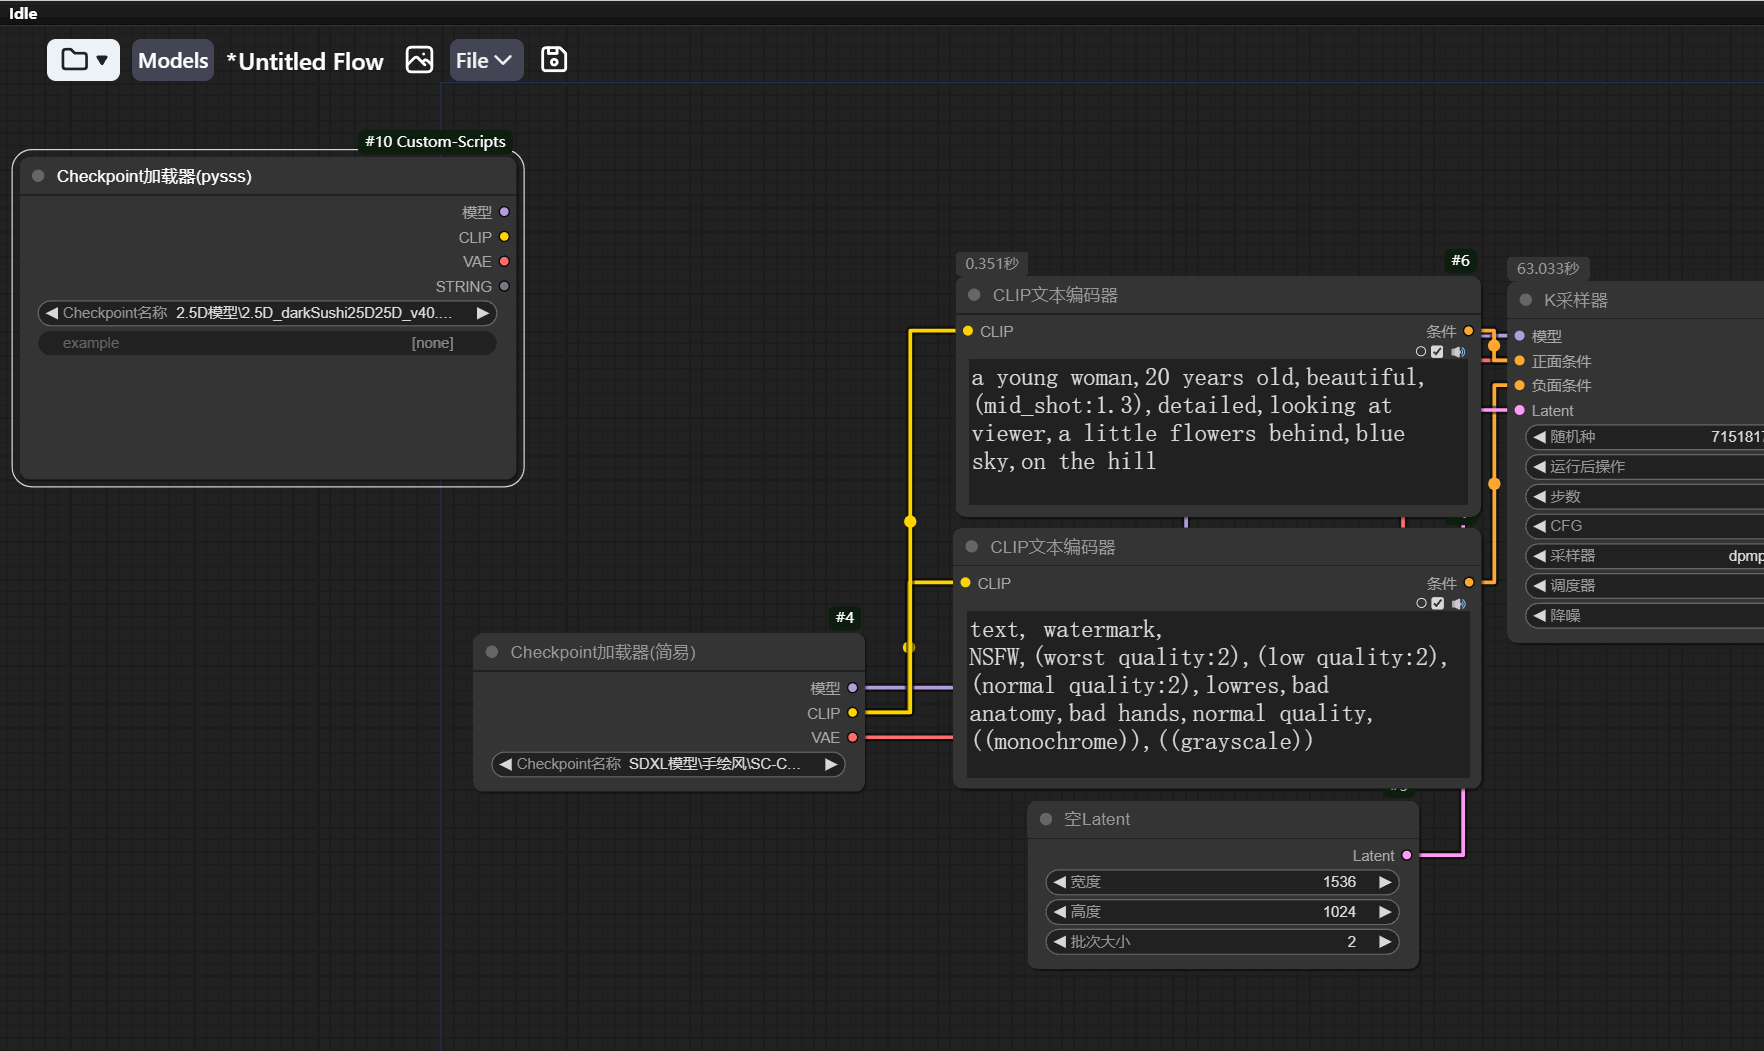 Idle
Models
*Untitled Flow
File
#10 Custom-Scripts
Checkpoint加载器(pysss)
模型
CLIP
VAE
STRING
Checkpoint名称 2.5D模型\2.5D_darkSushi25D25D_v40....
example [none]
0.351秒
#6
CLIP文本编码器
CLIP
条件
a young woman,20 years old,beautiful,
(mid_shot:1.3),detailed,looking at
viewer,a little flowers behind,blue
sky,on the hill
CLIP文本编码器
CLIP
条件
text, watermark,
NSFW,(worst quality:2),(low quality:2),
(normal quality:2),lowres,bad
anatomy,bad hands,normal quality,
((monochrome)),((grayscale))
#4
Checkpoint加载器(简易)
模型
CLIP
VAE
Checkpoint名称 SDXL模型\手绘风\SC-C...
空Latent
Latent
宽度 1536
高度 1024
批次大小 2
63.033秒
K采样器
模型
正面条件
负面条件
Latent
随机种 715181
运行后操作
步数
CFG
采样器 dpmp
调度器
降噪